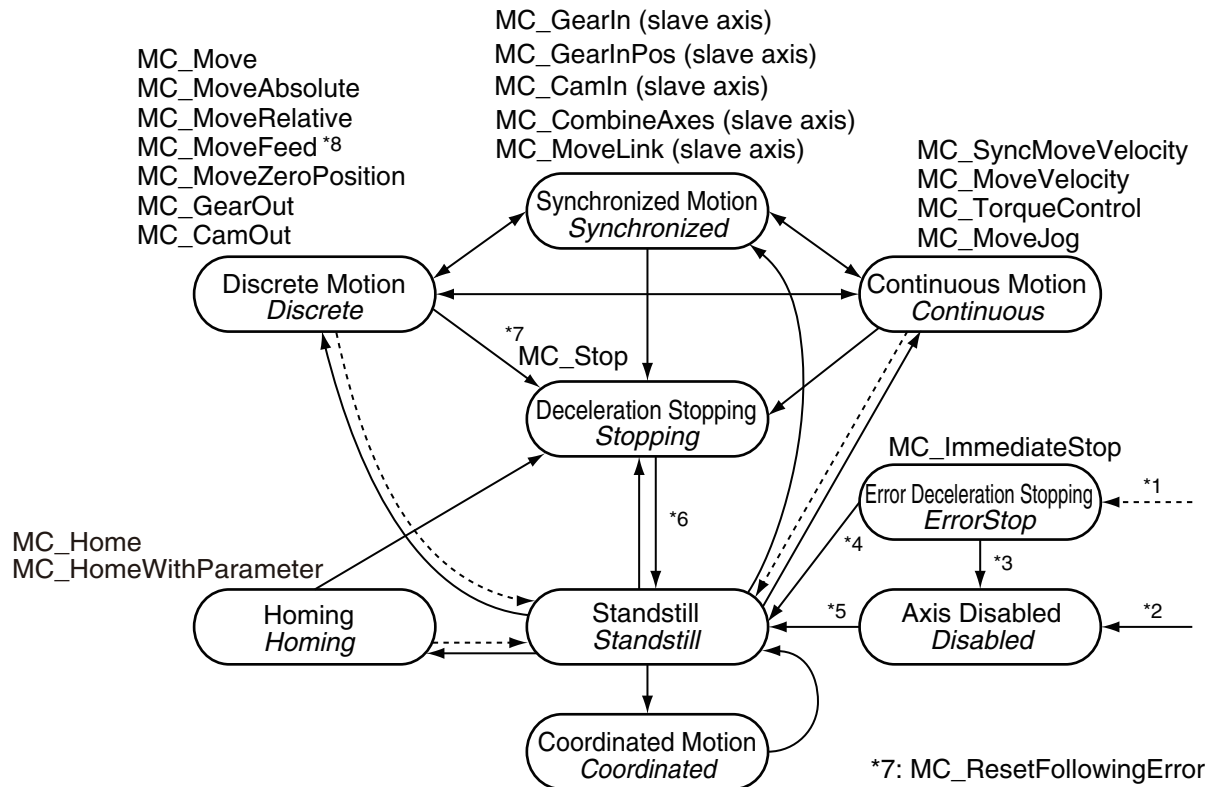 MC_GearIn (slave axis)
MC_GearInPos (slave axis)
MC_CamIn (slave axis)
MC_CombineAxes (slave axis)
MC_MoveLink (slave axis)
MC_Move
MC_MoveAbsolute
MC_MoveRelative
MC_MoveFeed *8
MC_MoveZeroPosition
MC_GearOut
MC_CamOut
MC_SyncMoveVelocity
MC_MoveVelocity
MC_TorqueControl
MC_MoveJog
Synchronized Motion
Synchronized
Discrete Motion
Discrete
Continuous Motion
Continuous
*7
MC_Stop
Deceleration Stopping
Stopping
MC_ImmediateStop
Error Deceleration Stopping
ErrorStop
*1
*6
*4
*3
MC_Home
MC_HomeWithParameter
Homing
Homing
Standstill
Standstill
*5
Axis Disabled
Disabled
*2
Coordinated Motion
Coordinated
*7: MC_ResetFollowingError